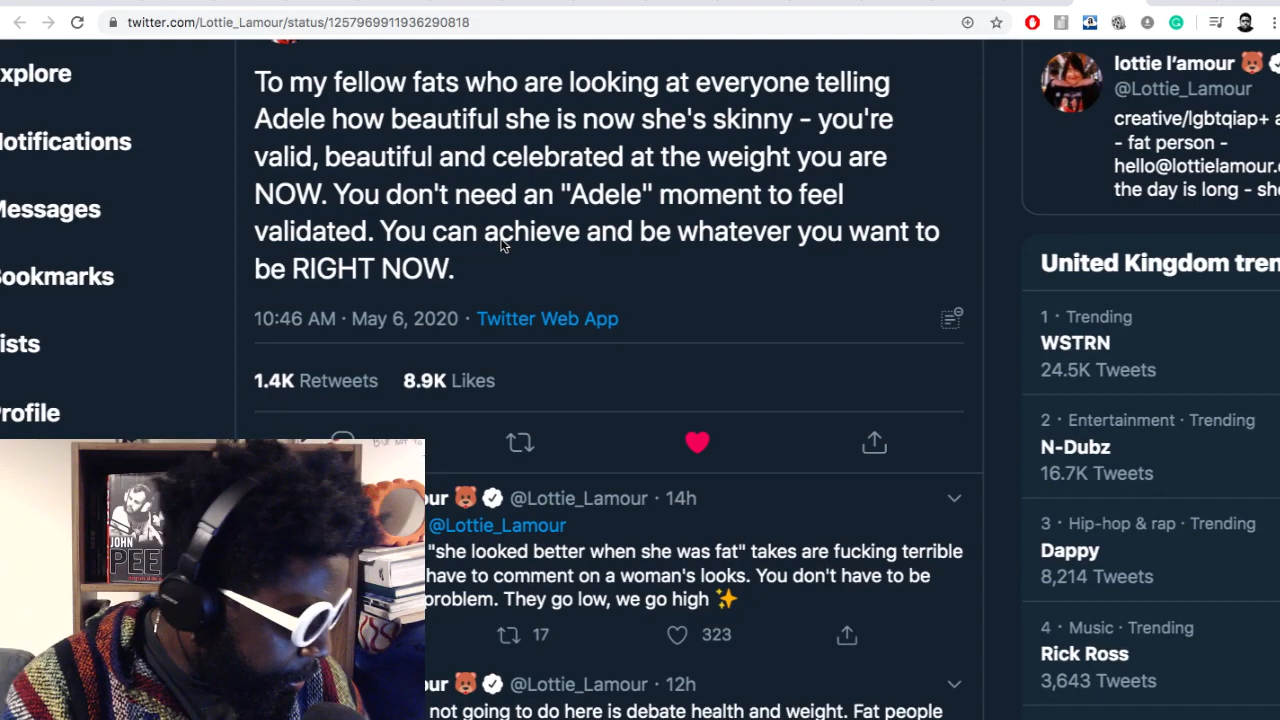 twitter.com/Lottie_Lamour/status/1257969911936290818
xplore
lotifications
Messages
ookmarks
ists
rofile
To my fellow fats who are looking at everyone telling
Adele how beautiful she is now she's skinny - you're
valid, beautiful and celebrated at the weight you are
NOW. You don't need an "Adele" moment to feel
validated. You can achieve and be whatever you want to
be RIGHT NOW.
10:46 AM · May 6, 2020 · Twitter Web App
1.4K Retweets 8.9K Likes
JOHN
PEE
our @Lottie_Lamour · 14h
@Lottie_Lamour
"she looked better when she was fat" takes are fucking terrible
have to comment on a woman's looks. You don't have to be
problem. They go low, we go high
17 323
our @Lottie_Lamour · 12h
not going to do here is debate health and weight. Fat people
lottie l'amour
@Lottie_Lamour
creative/lgbtqiap+ a
- fat person -
hello@lottielamour.
the day is long - sh
United Kingdom tren
1 · Trending
WSTRN
24.5K Tweets
2 · Entertainment · Trending
N-Dubz
16.7K Tweets
3 · Hip-hop & rap · Trending
Dappy
8,214 Tweets
4 · Music · Trending
Rick Ross
3,643 Tweets